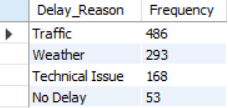 Delay_Reason Frequency
Traffic 486
Weather 293
Technical Issue 168
No Delay 53